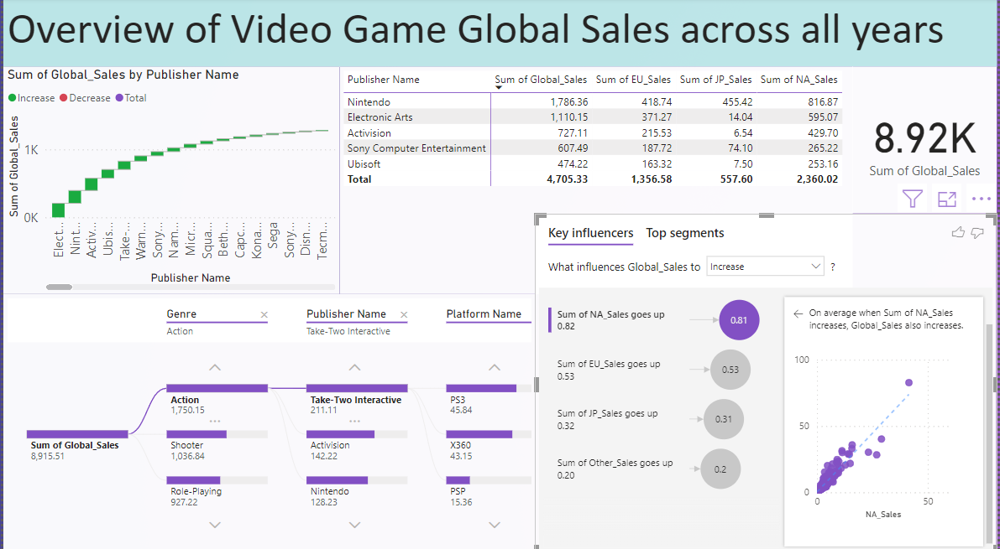 Overview of Video Game Global Sales across all years
Sum of Global_Sales by Publisher Name
Increase Decrease Total
Sum of Global_Sales
1K
0K
Elect... Nint... Activ... Ubis... Take-... Warn... Sony... Nam... Micr... Squa... Beth... Capc... Kona... Sega Sony... Disn... Tecm...
Publisher Name
Publisher Name Sum of Global_Sales Sum of EU_Sales Sum of JP_Sales Sum of NA_Sales
Nintendo 1,786.36 418.74 455.42 816.87
Electronic Arts 1,110.15 371.27 14.04 595.07
Activision 727.11 215.53 6.54 429.70
Sony Computer Entertainment 607.49 187.72 74.10 265.22
Ubisoft 474.22 163.32 7.50 253.16
Total 4,705.33 1,356.58 557.60 2,360.02
8.92K
Sum of Global_Sales
Genre
Action
Publisher Name
Take-Two Interactive
Platform Name
Sum of Global_Sales
8,915.51
Action
1,750.15
Shooter
1,036.84
Role-Playing
927.22
Take-Two Interactive
211.11
Activision
142.22
Nintendo
128.23
PS3
45.84
X360
43.15
PSP
15.36
Key influencers Top segments
What influences Global_Sales to Increase ?
Sum of NA_Sales goes up
0.82
0.81
Sum of EU_Sales goes up
0.53
0.53
Sum of JP_Sales goes up
0.32
0.31
Sum of Other_Sales goes up
0.20
0.2
On average when Sum of NA_Sales
increases, Global_Sales also increases.
100
50
0
0 50
NA_Sales